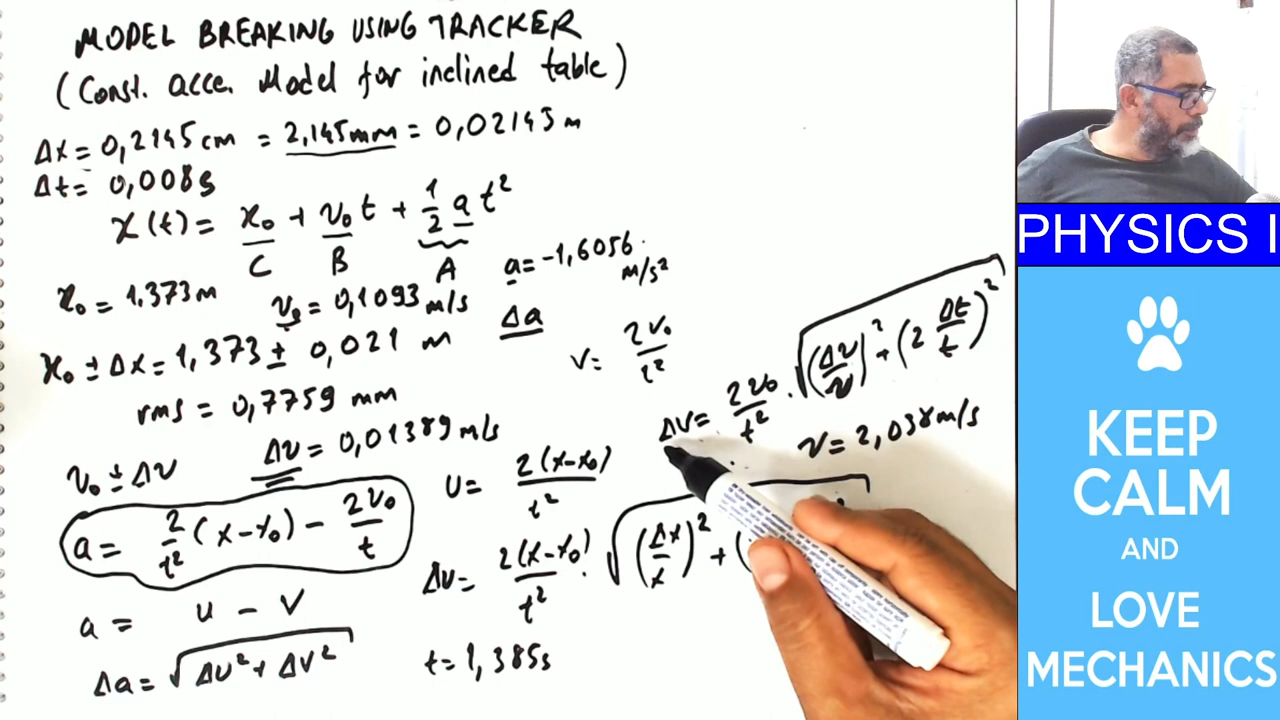 MODEL BREAKING USING TRACKER
(Const. acce. Model for inclined table)
Δx = 0,2145 cm = 2,145 mm = 0,02145 m
Δt = 0,008 s
x(t) = x₀ + v₀ t + 1/2 a t²
C B A
a = -1,6056 m/s²
x₀ = 1,373 m v₀ = 0,1093 m/s Δa
x₀ ± Δx = 1,373 ± 0,021 m
v = 2v₀/t²
rms = 0,7759 mm
Δv = 2v₀/t² . √((Δv/v)² + (2 Δt/t)²)
v₀ ± Δv Δv = 0,01389 m/s
v = 2,038 m/s
u = 2(x-x₀)/t²
a = 2/t² (x-x₀) - 2v₀/t
Δu = 2(x-x₀)/t² . √((Δx/x)² + (
a = u - v
Δa = √(Δu² + Δv²)
t = 1,385 s
PHYSICS I
KEEP
CALM
AND
LOVE
MECHANICS